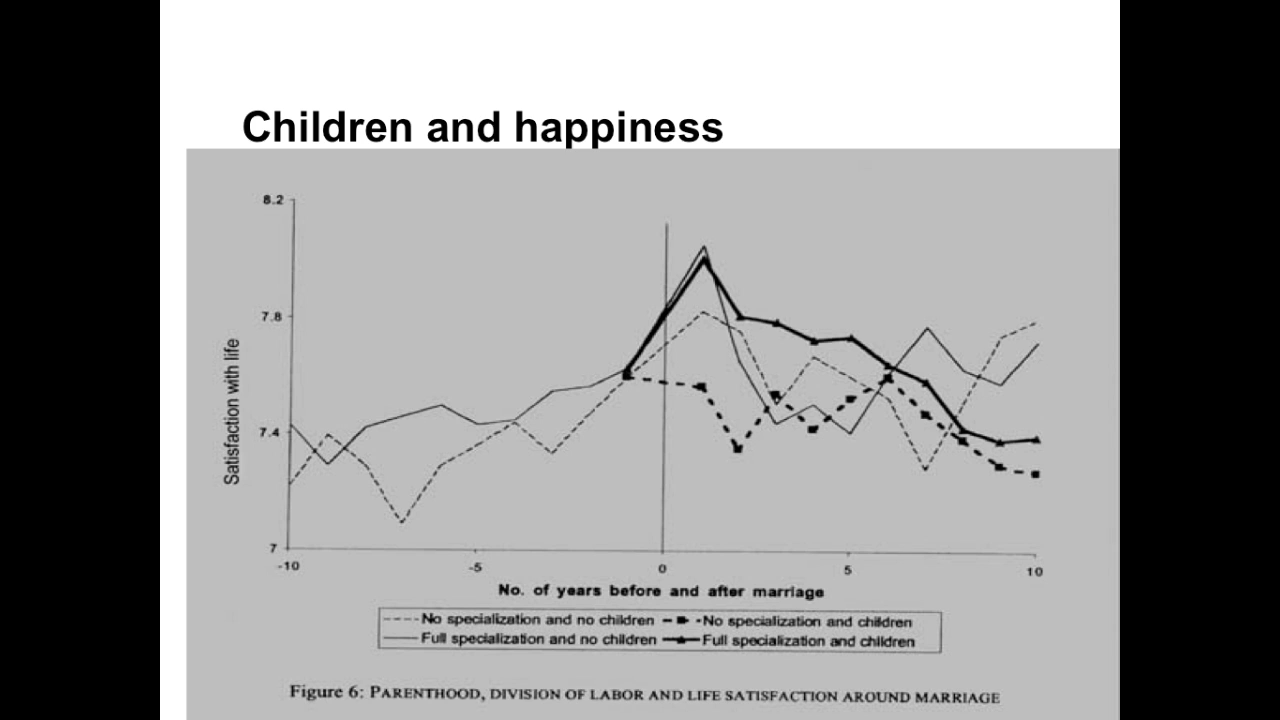 Children and happiness
8.2
7.8
7.4
7
Satisfaction with life
-10
-5
0
5
10
No. of years before and after marriage
No specialization and no children
No specialization and children
Full specialization and no children
Full specialization and children
Figure 6: PARENTHOOD, DIVISION OF LABOR AND LIFE SATISFACTION AROUND MARRIAGE